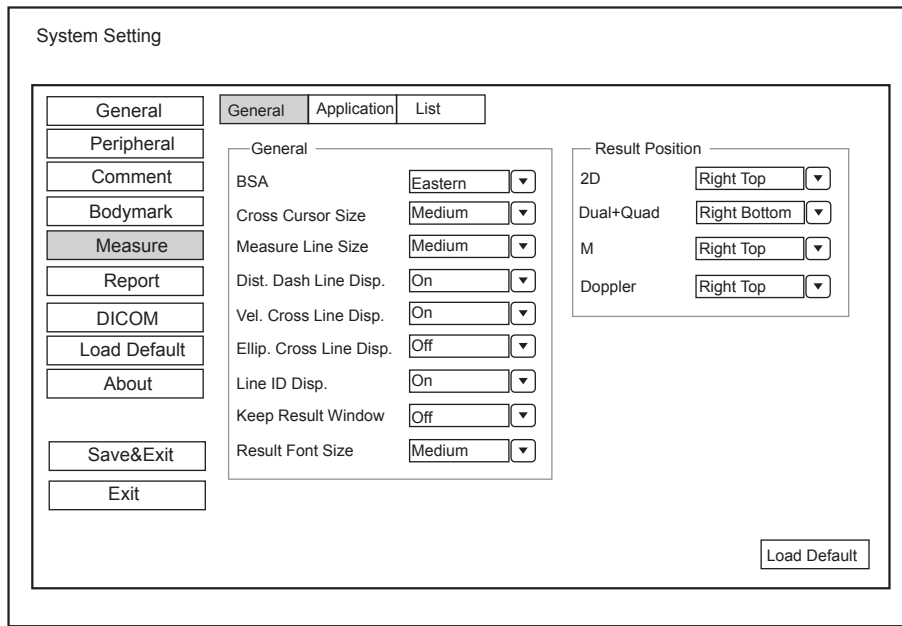 System Setting
General
Peripheral
Comment
Bodymark
Measure
Report
DICOM
Load Default
About
Save&Exit
Exit
General Application List
General
BSA Eastern
Cross Cursor Size Medium
Measure Line Size Medium
Dist. Dash Line Disp. On
Vel. Cross Line Disp. On
Ellip. Cross Line Disp. Off
Line ID Disp. On
Keep Result Window Off
Result Font Size Medium
Result Position
2D Right Top
Dual+Quad Right Bottom
M Right Top
Doppler Right Top
Load Default